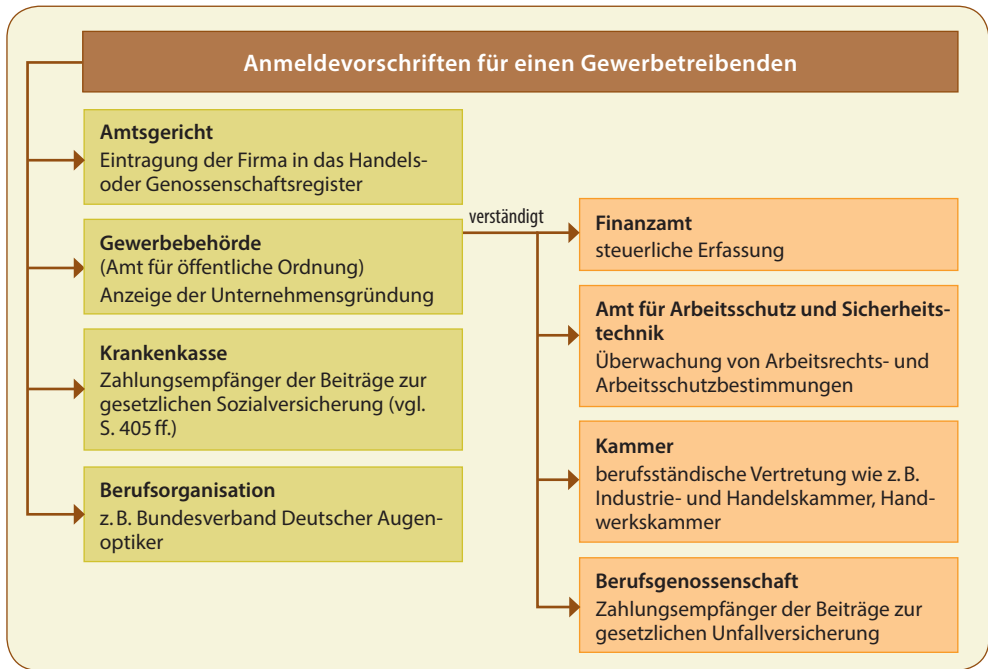 Anmeldevorschriften für einen Gewerbetreibenden
Amtsgericht
Eintragung der Firma in das Handels-
oder Genossenschaftsregister
Gewerbebehörde
(Amt für öffentliche Ordnung)
Anzeige der Unternehmensgründung
Krankenkasse
Zahlungsempfänger der Beiträge zur
gesetzlichen Sozialversicherung (vgl.
S. 405 ff.)
Berufsorganisation
z. B. Bundesverband Deutscher Augen-
optiker
verständigt
Finanzamt
steuerliche Erfassung
Amt für Arbeitsschutz und Sicherheits-
technik
Überwachung von Arbeitsrechts- und
Arbeitsschutzbestimmungen
Kammer
berufsständische Vertretung wie z. B.
Industrie- und Handelskammer, Hand-
werkskammer
Berufsgenossenschaft
Zahlungsempfänger der Beiträge zur
gesetzlichen Unfallversicherung